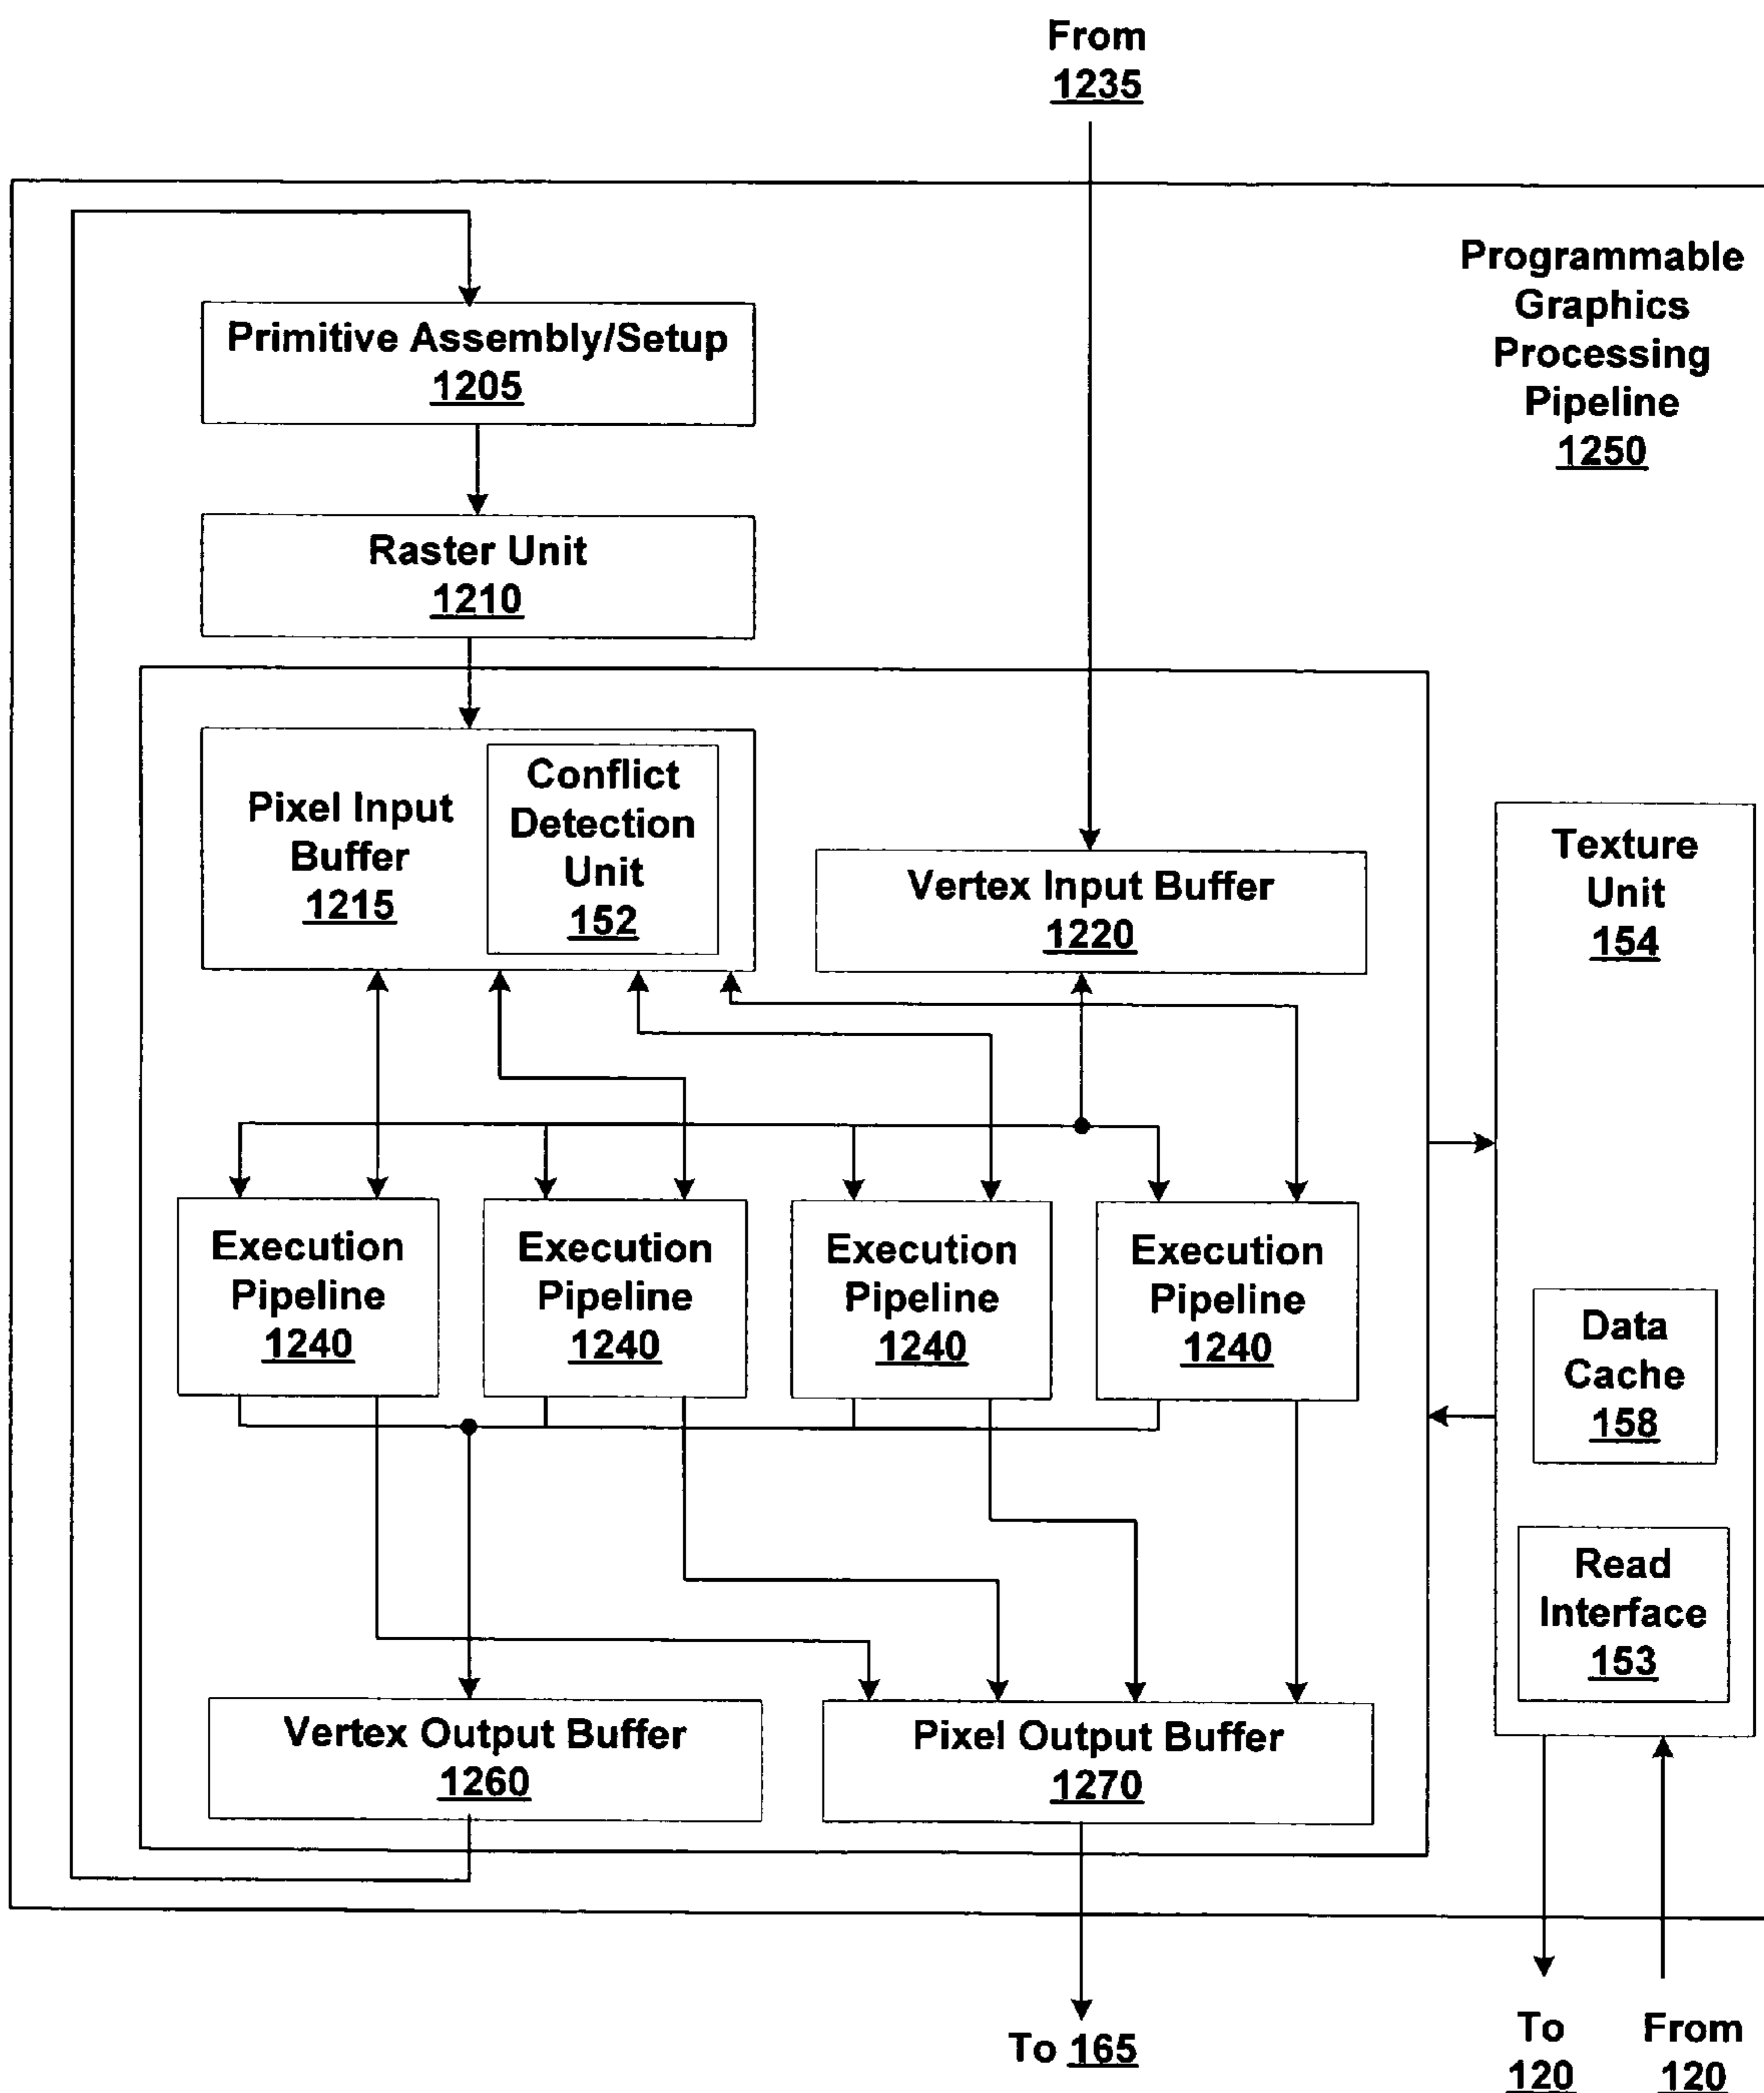 From
1235
Programmable
Graphics
Processing
Pipeline
1250
Primitive Assembly/Setup
1205
Raster Unit
1210
Pixel Input
Buffer
1215
Conflict
Detection
Unit
152
Vertex Input Buffer
1220
Texture
Unit
154
Execution
Pipeline
1240
Execution
Pipeline
1240
Execution
Pipeline
1240
Execution
Pipeline
1240
Data
Cache
158
Read
Interface
153
Vertex Output Buffer
1260
Pixel Output Buffer
1270
To 165
To
120
From
120